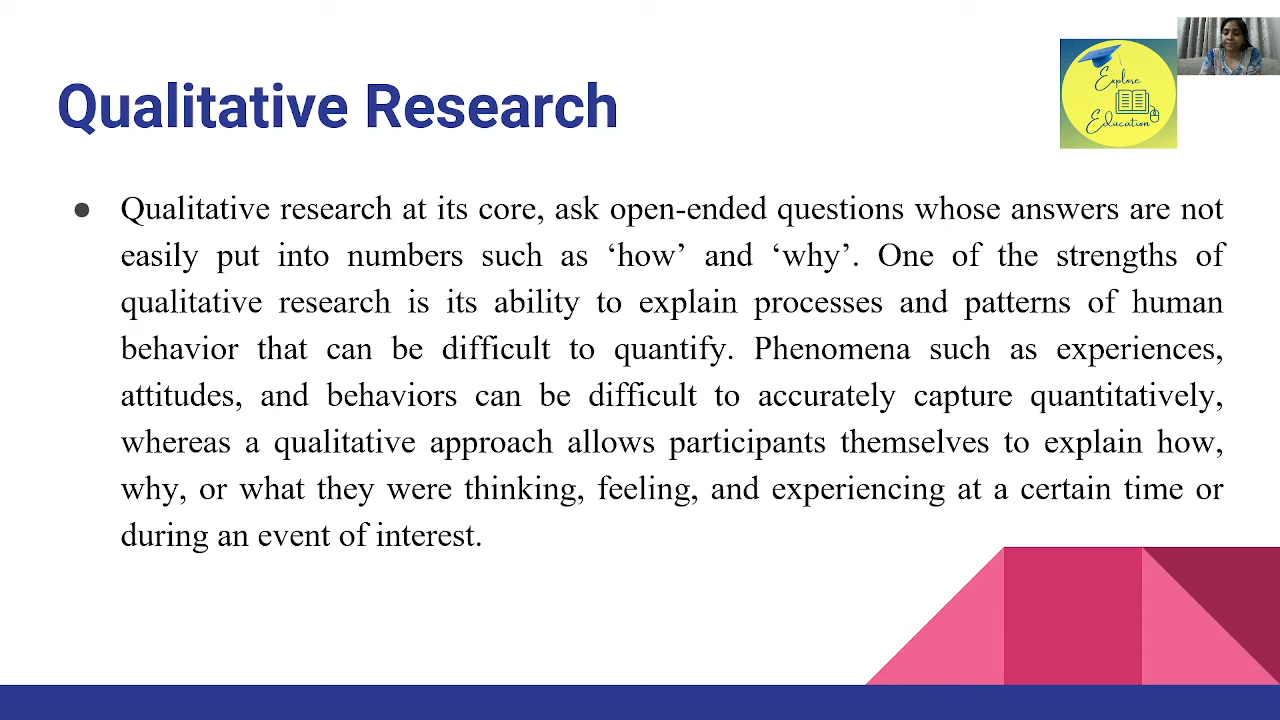 Qualitative Research
Explore
Education
● Qualitative research at its core, ask open-ended questions whose answers are not
easily put into numbers such as ‘how’ and ‘why’. One of the strengths of
qualitative research is its ability to explain processes and patterns of human
behavior that can be difficult to quantify. Phenomena such as experiences,
attitudes, and behaviors can be difficult to accurately capture quantitatively,
whereas a qualitative approach allows participants themselves to explain how,
why, or what they were thinking, feeling, and experiencing at a certain time or
during an event of interest.